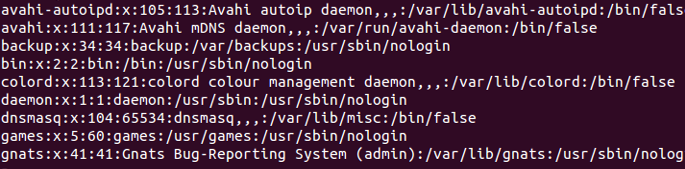 avahi-autoipd:x:105:113:Avahi autoip daemon,,,:/var/lib/avahi-autoipd:/bin/fals
avahi:x:111:117:Avahi mDNS daemon,,,:/var/run/avahi-daemon:/bin/false
backup:x:34:34:backup:/var/backups:/usr/sbin/nologin
bin:x:2:2:bin:/bin:/usr/sbin/nologin
colord:x:113:121:colord colour management daemon,,,:/var/lib/colord:/bin/false
daemon:x:1:1:daemon:/usr/sbin:/usr/sbin/nologin
dnsmasq:x:104:65534:dnsmasq,,,:/var/lib/misc:/bin/false
games:x:5:60:games:/usr/games:/usr/sbin/nologin
gnats:x:41:41:Gnats Bug-Reporting System (admin):/var/lib/gnats:/usr/sbin/nolog